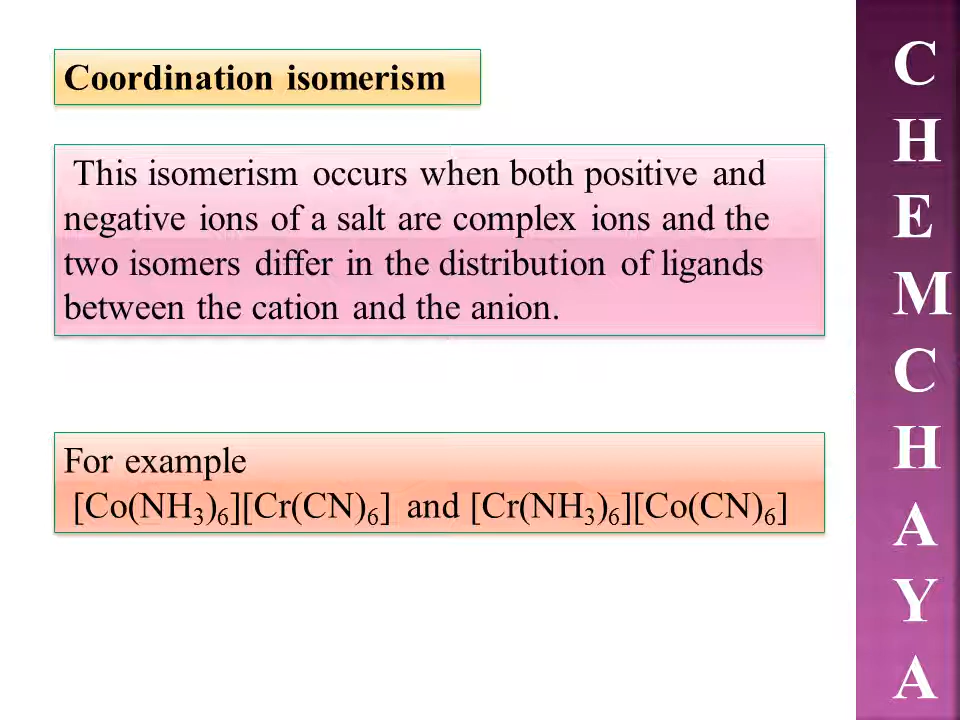 Coordination isomerism
This isomerism occurs when both positive and
negative ions of a salt are complex ions and the
two isomers differ in the distribution of ligands
between the cation and the anion.
For example
[Co(NH₃)₆][Cr(CN)₆] and [Cr(NH₃)₆][Co(CN)₆]
C
H
E
M
C
H
A
Y
A